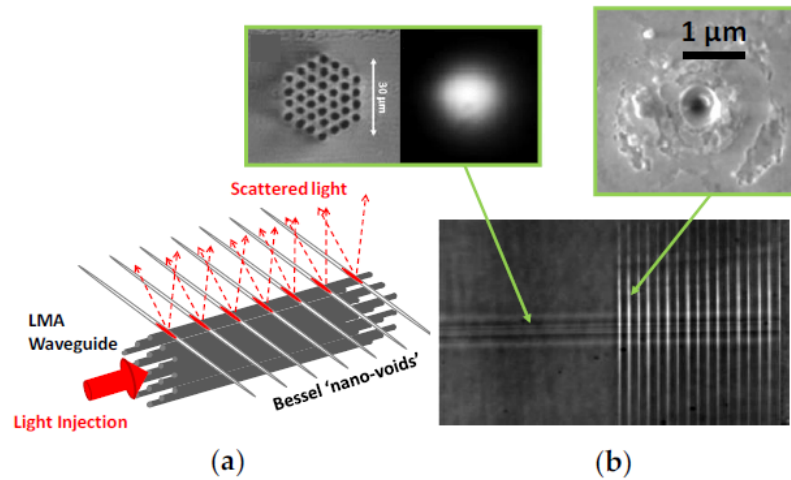 30 µm
1 µm
Scattered light
LMA
Waveguide
Bessel 'nano-voids'
Light Injection
(a)
(b)